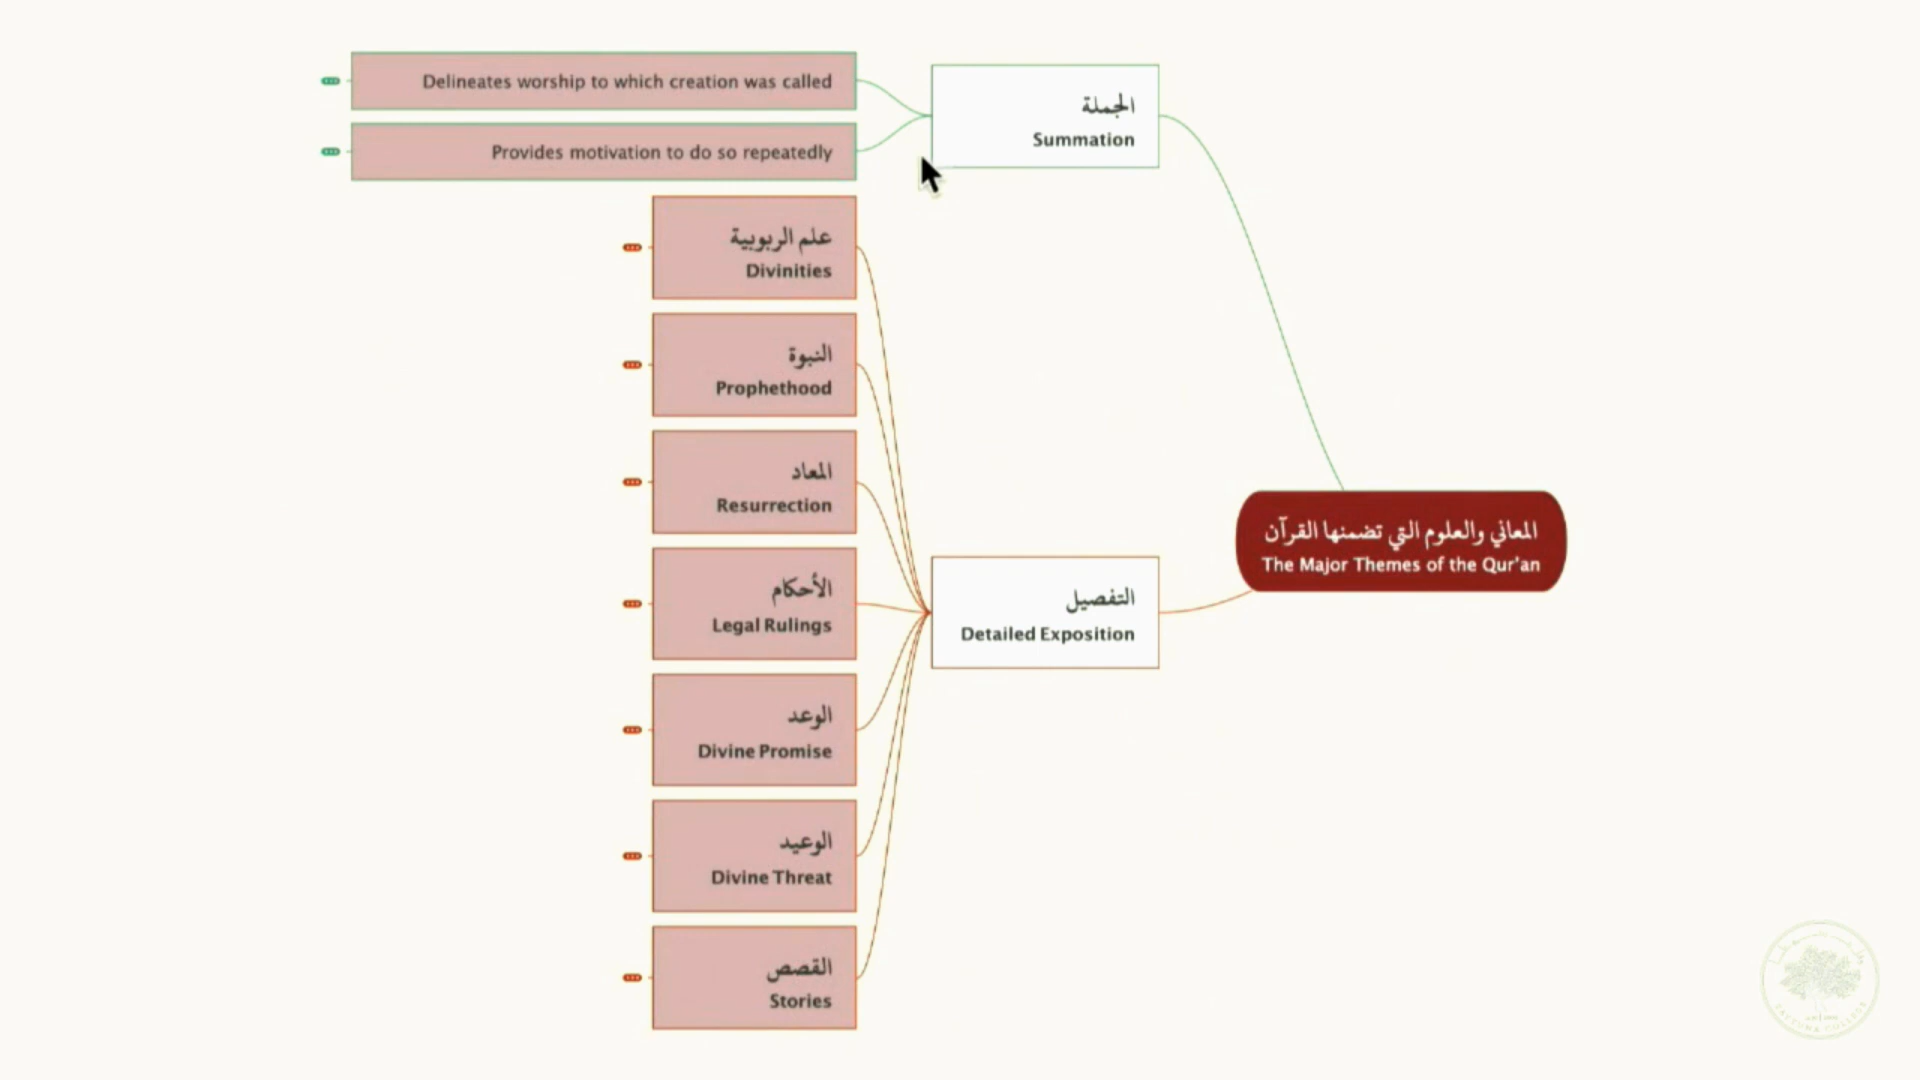 المعاني والعلوم التي تضمنها القرآن
The Major Themes of the Qur'an
الجملة
Summation
Delineates worship to which creation was called
Provides motivation to do so repeatedly
التفصيل
Detailed Exposition
علم الربوبية
Divinities
النبوة
Prophethood
المعاد
Resurrection
الأحكام
Legal Rulings
الوعد
Divine Promise
الوعيد
Divine Threat
القصص
Stories
ZAYTUNA COLLEGE